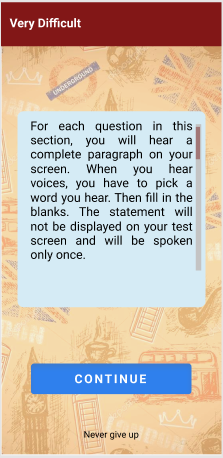 Very Difficult
UNDERGROUND
For each question in this
section, you will hear a
complete paragraph on your
screen. When you hear
voices, you have to pick a
word you hear. Then fill in the
blanks. The statement will
not be displayed on your test
screen and will be spoken
only once.
CONTINUE
Never give up